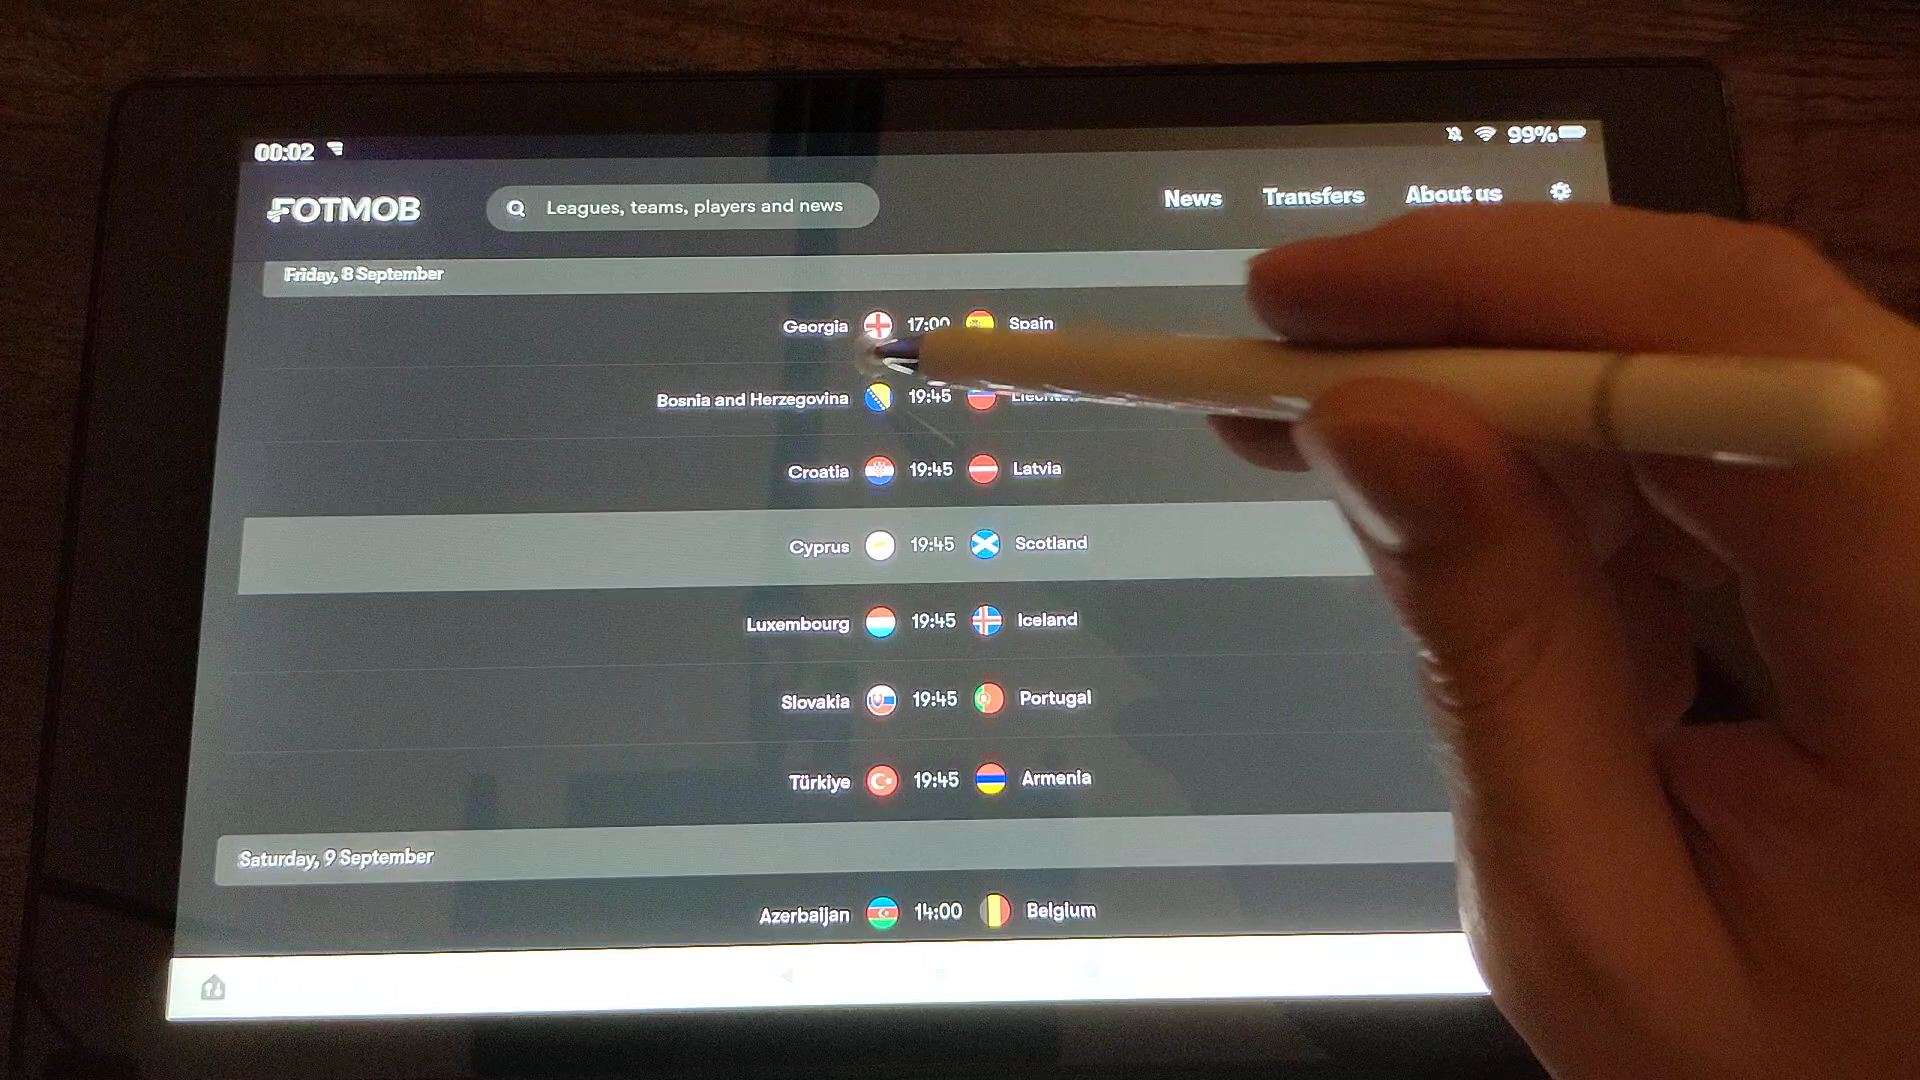 00:02 99%
FOTMOB Leagues, teams, players and news News Transfers About us
Friday, 8 September
Georgia 17:00 Spain
Bosnia and Herzegovina 19:45
Croatia 19:45 Latvia
Cyprus 19:45 Scotland
Luxembourg 19:45 Iceland
Slovakia 19:45 Portugal
Türkiye 19:45 Armenia
Saturday, 9 September
Azerbaijan 14:00 Belgium